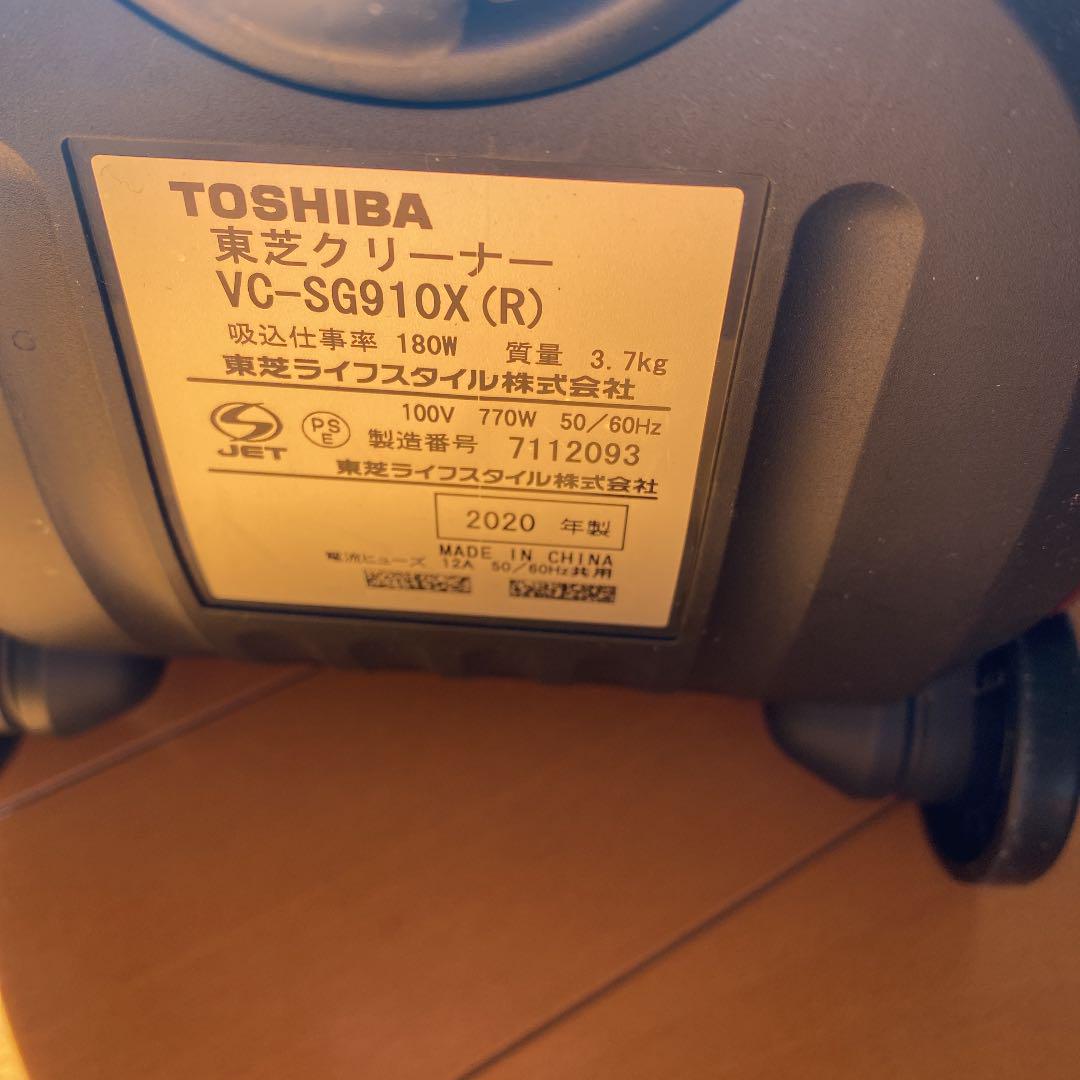 TOSHIBA
東芝クリーナー
VC-SG910X(R)
吸込仕事率 180W 質量 3.7kg
東芝ライフスタイル株式会社
100V 770W 50/60Hz
JET PSE 製造番号 7112093
東芝ライフスタイル株式会社
2020 年製
MADE IN CHINA
電流ヒューズ 12A 50/60Hz共用